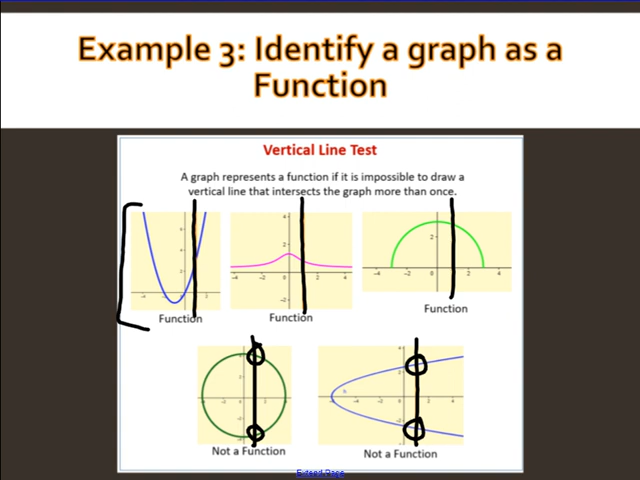 Example 3: Identify a graph as a
Function
Vertical Line Test
A graph represents a function if it is impossible to draw a
vertical line that intersects the graph more than once.
Function
Function
Function
Not a Function
Not a Function
Extend Page